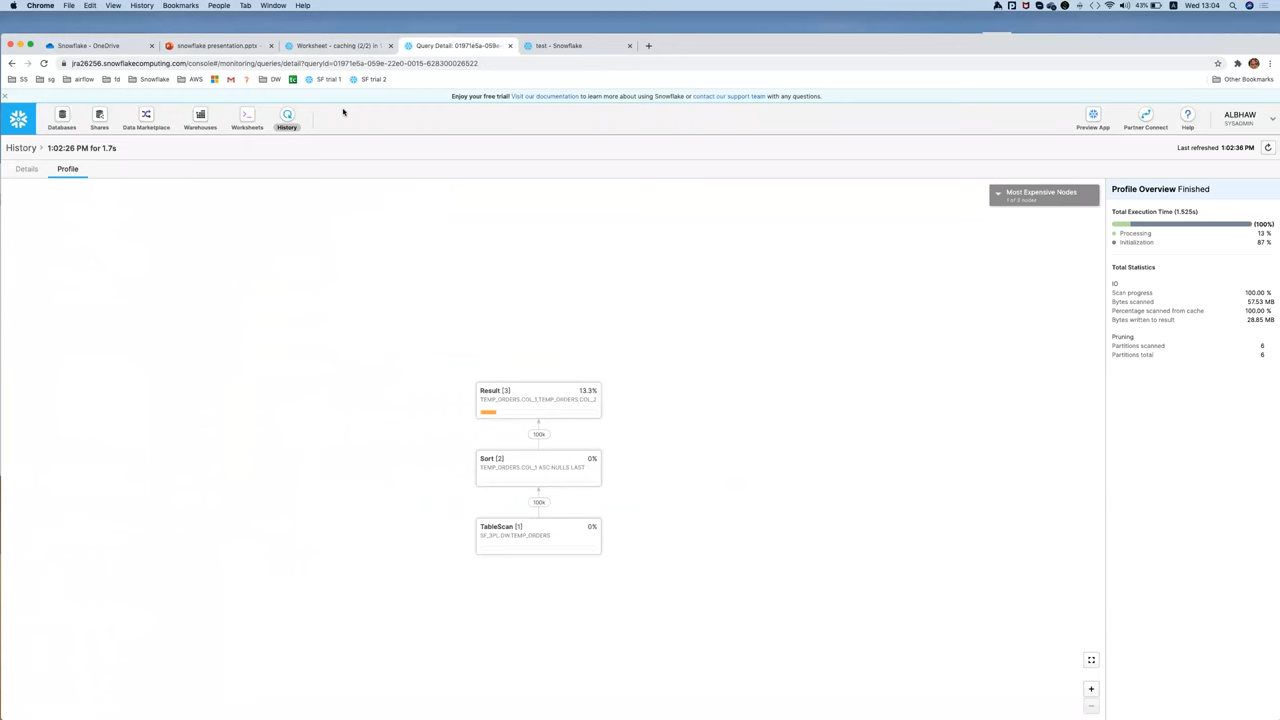 Chrome File Edit View History Bookmarks People Tab Window Help
43% Wed 13:04
Snowflake - OneDrive
snowflake presentation.pptx
Worksheet - caching (2/2) in
Query Detail: 01971e5a-059e-
test - Snowflake
jra26256.snowflakecomputing.com/console#/monitoring/queries/detail?queryId=01971e5a-059e-22e0-0015-628300026522
SS sg airflow fd Snowflake AWS DW SF trial 1 SF trial 2 Other Bookmarks
Enjoy your free trial! Visit our documentation to learn more about using Snowflake or contact our support team with any questions.
Databases Shares Data Marketplace Warehouses Worksheets History Preview App Partner Connect Help
ALBHAW
SYSADMIN
History 1:02:26 PM for 1.7s
Last refreshed 1:02:36 PM
Details Profile
Most Expensive Nodes
1 of 3 nodes
Result [3] 13.3%
TEMP_ORDERS.COL_1,TEMP_ORDERS.COL_2
100k
Sort [2] 0%
TEMP_ORDERS.COL_1 ASC NULLS LAST
100k
TableScan [1] 0%
SF_3PL.DW.TEMP_ORDERS
Profile Overview Finished
Total Execution Time (1.525s)
(100%)
Processing 13 %
Initialization 87 %
Total Statistics
IO
Scan progress 100.00 %
Bytes scanned 57.53 MB
Percentage scanned from cache 100.00 %
Bytes written to result 28.85 MB
Pruning
Partitions scanned 6
Partitions total 6